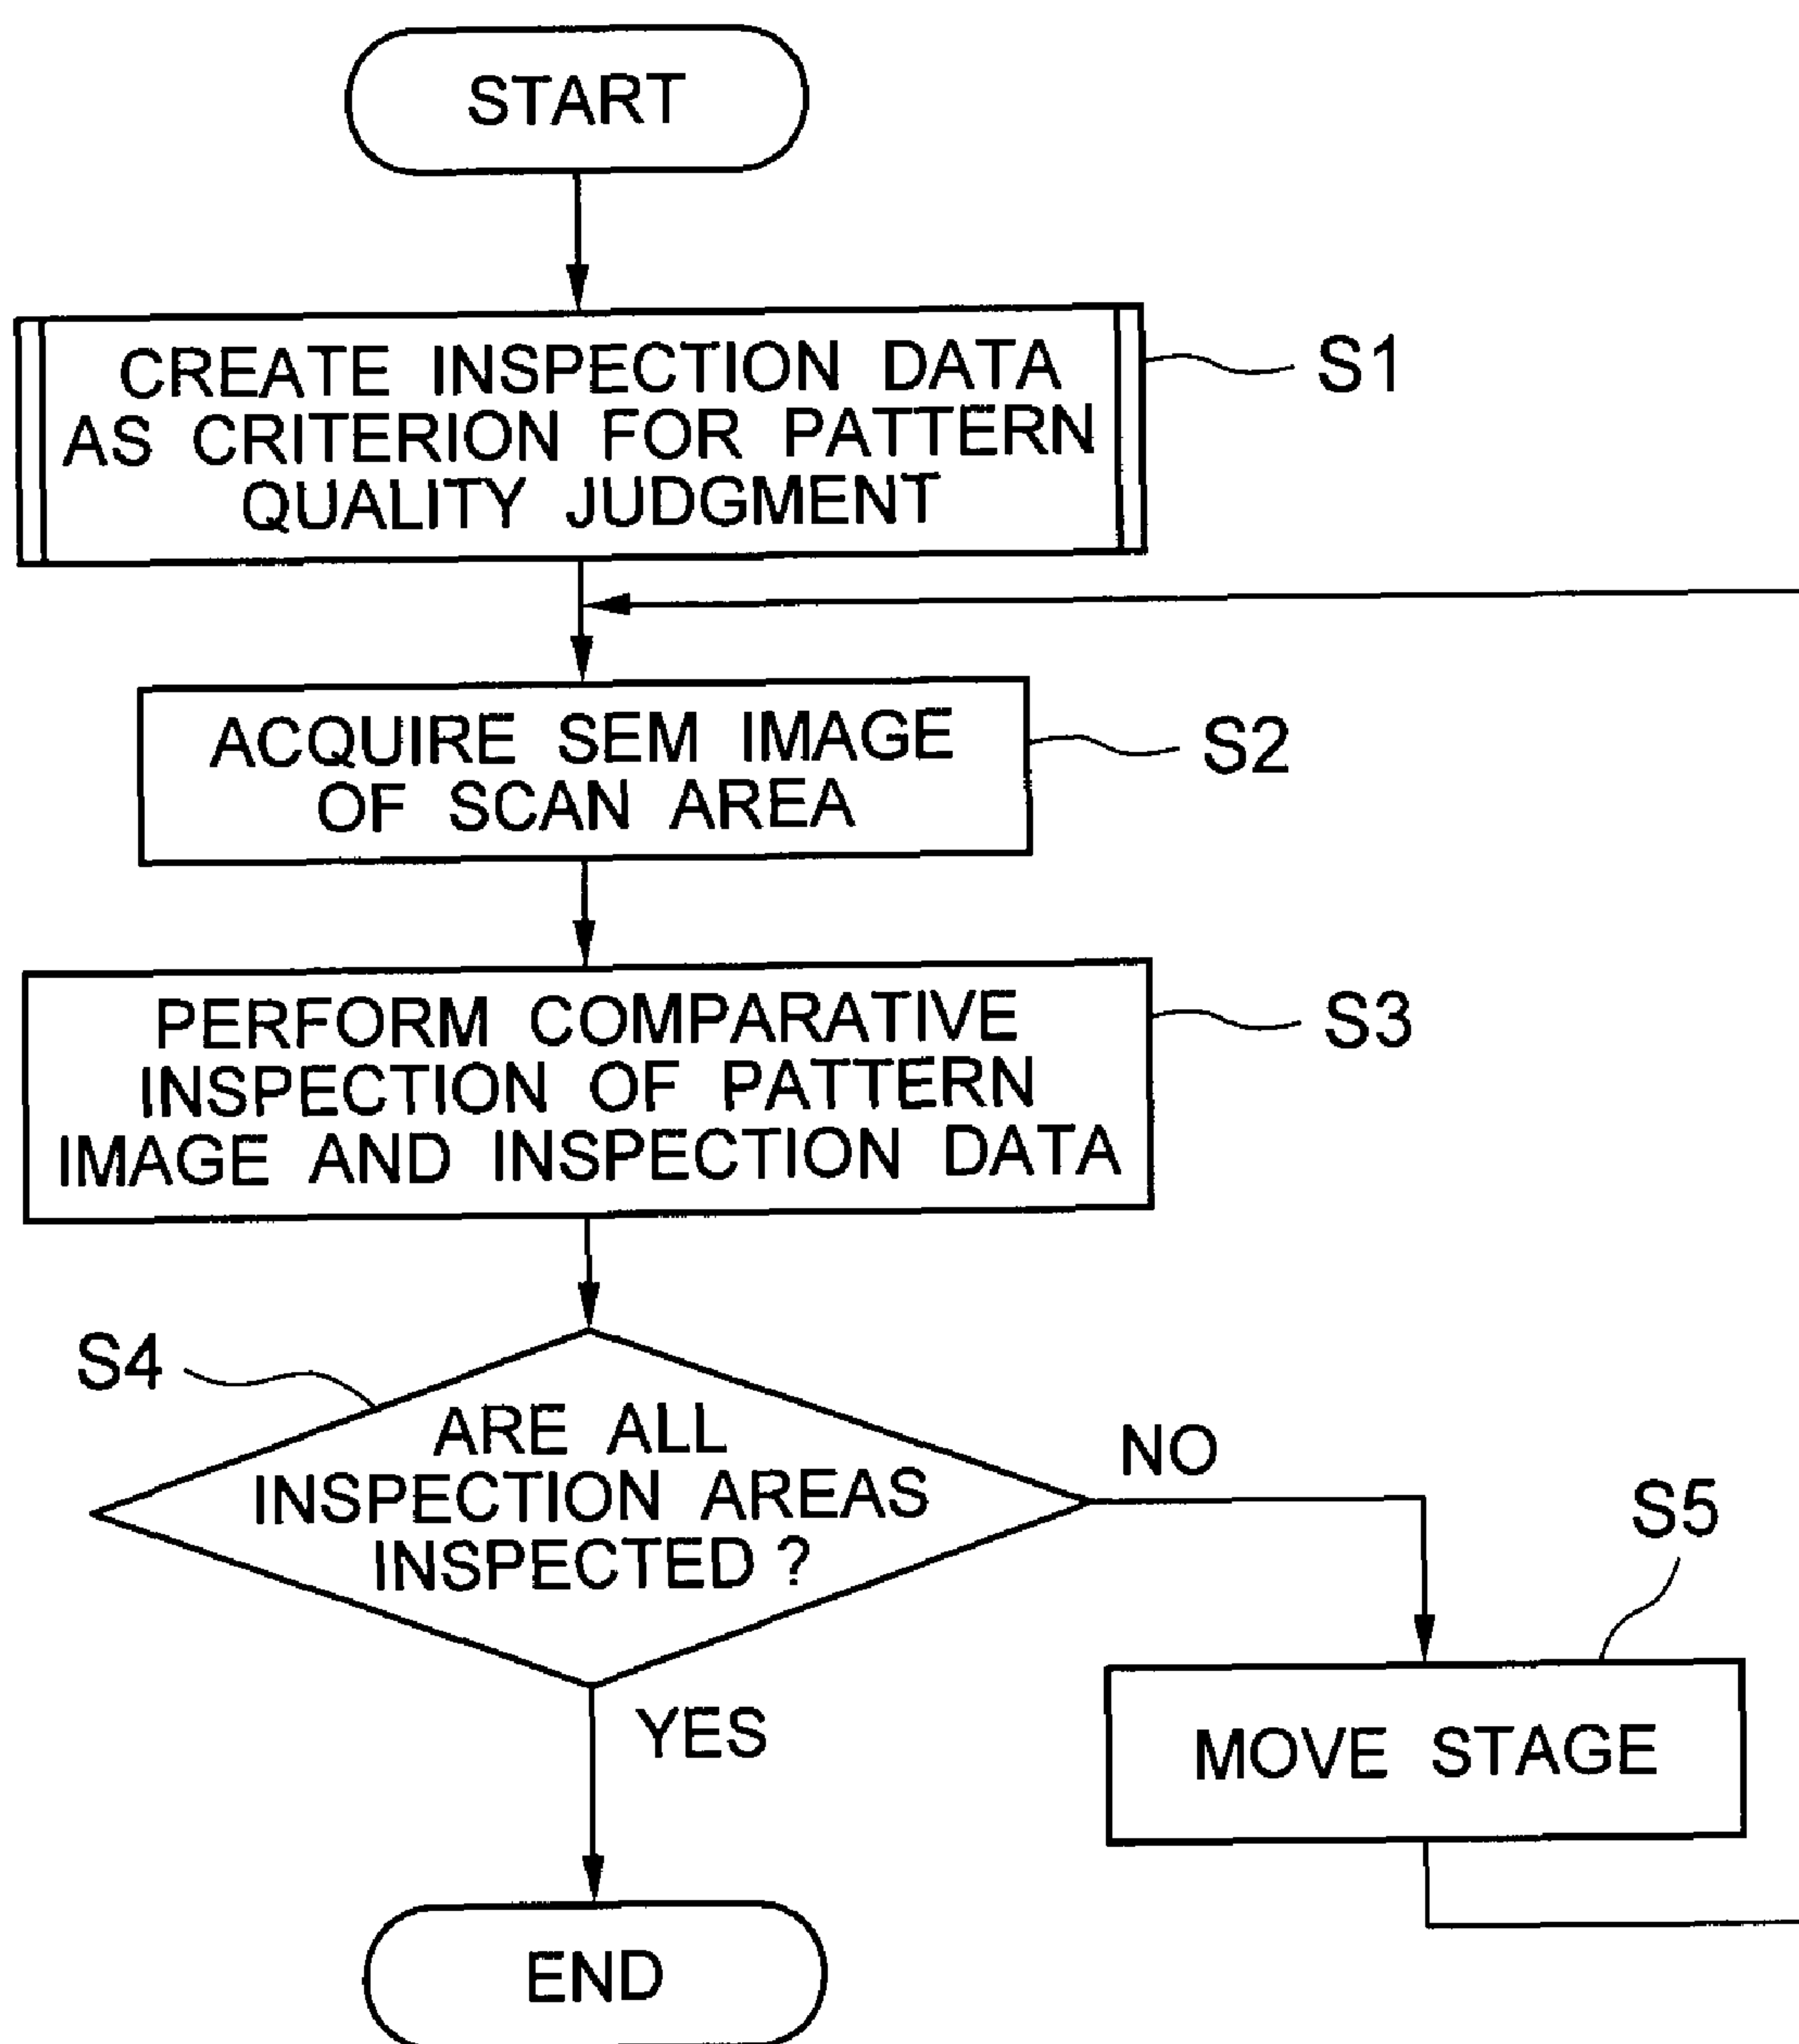 START
CREATE INSPECTION DATA
AS CRITERION FOR PATTERN
QUALITY JUDGMENT
S1
ACQUIRE SEM IMAGE
OF SCAN AREA
S2
PERFORM COMPARATIVE
INSPECTION OF PATTERN
IMAGE AND INSPECTION DATA
S3
S4
ARE ALL
INSPECTION AREAS
INSPECTED ?
NO
S5
YES
MOVE STAGE
END